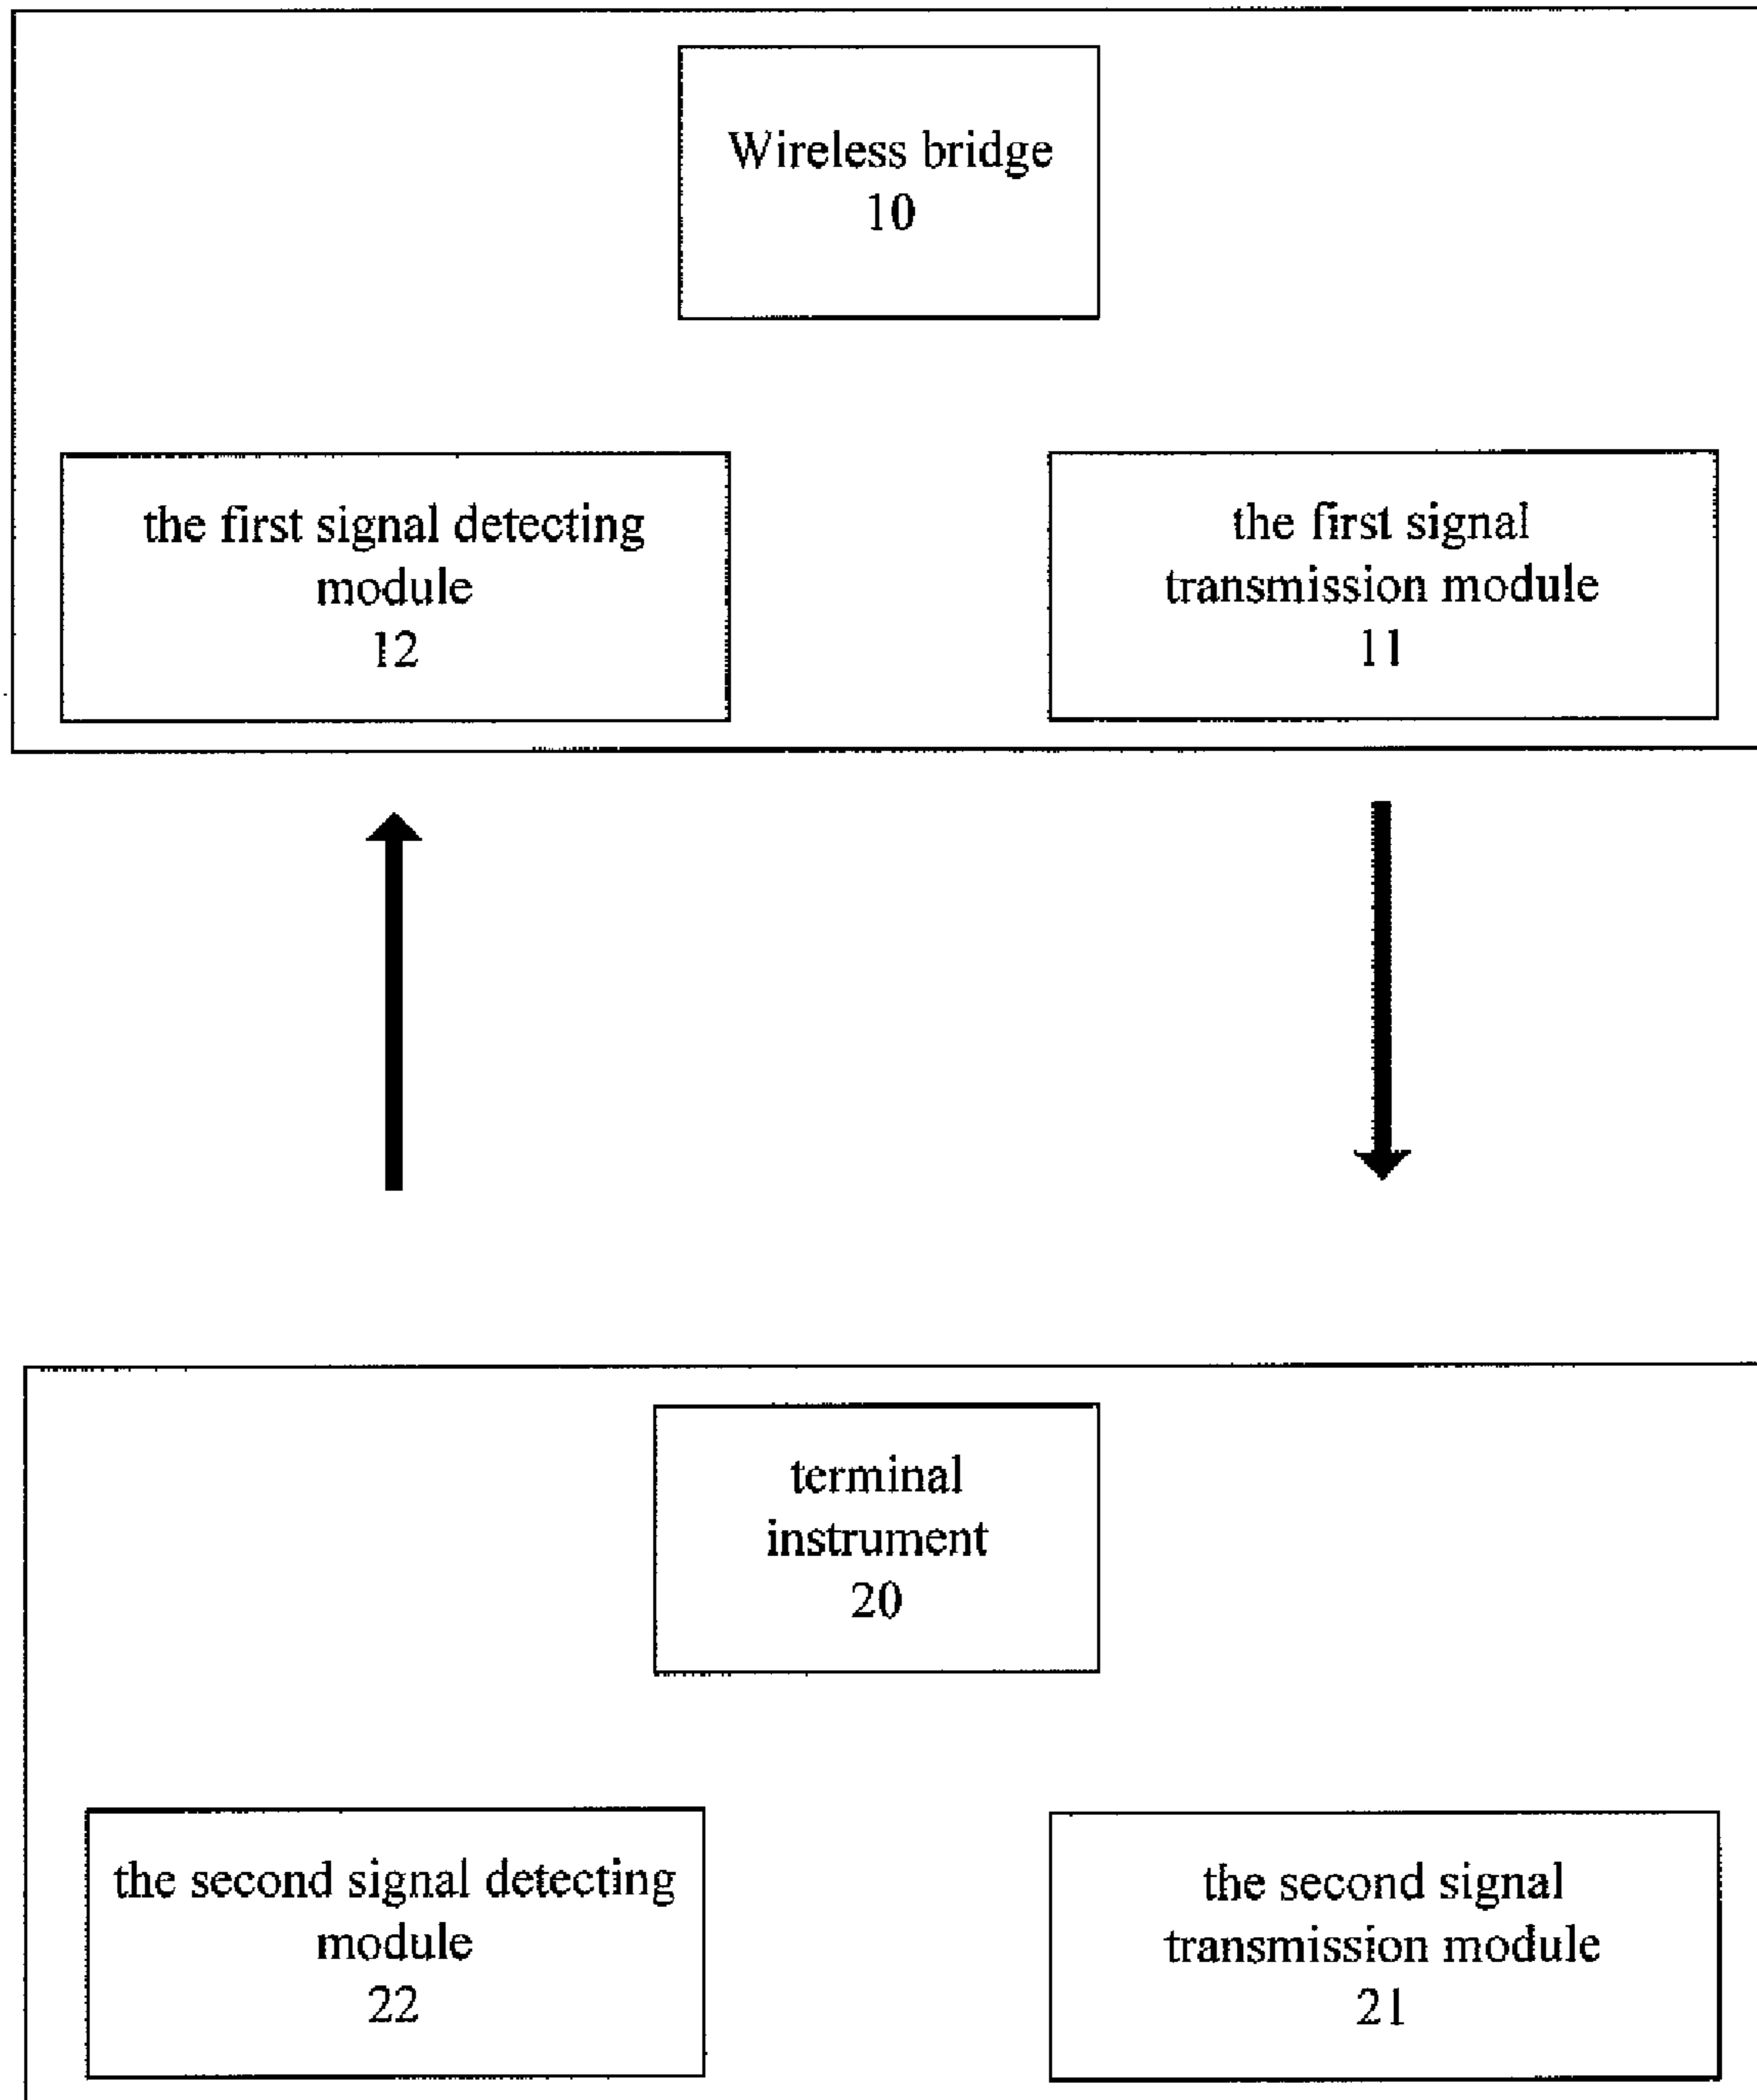 Wireless bridge
10
the first signal detecting
module
12
the first signal
transmission module
11
terminal
instrument
20
the second signal detecting
module
22
the second signal
transmission module
21